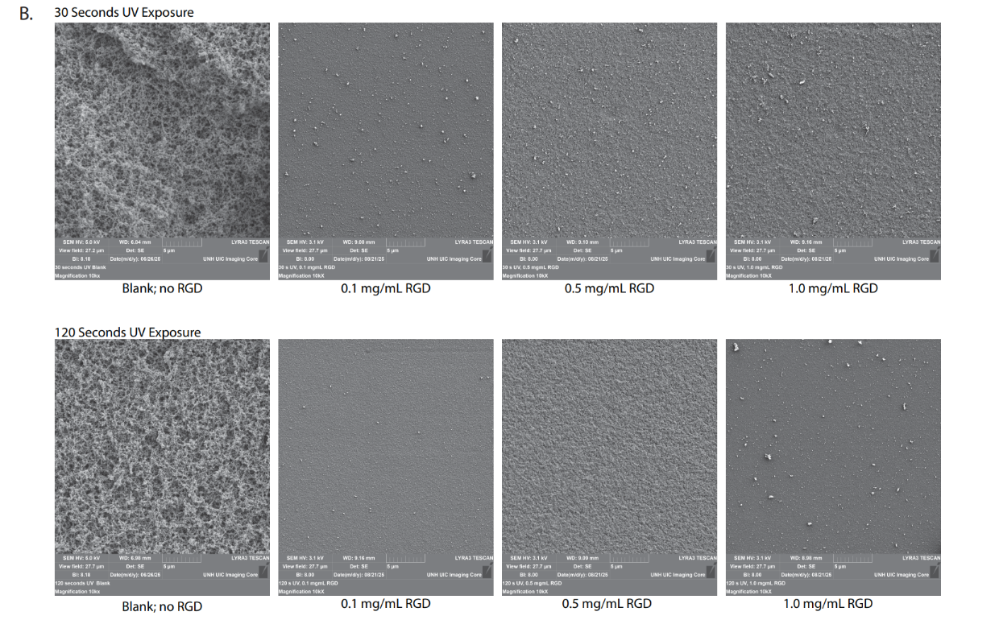 B.
30 Seconds UV Exposure
SEM HV: 5.0 kV WD: 6.04 mm LYRA3 TESCAN
View field: 27.2 µm Det: SE 5 µm
BI: 8.18 Date(m/d/y): 06/26/25 UNH UIC Imaging Core
30 seconds UV Blank
Magnification 10kx
Blank; no RGD
SEM HV: 3.1 kV WD: 9.08 mm LYRA3 TESCAN
View field: 27.7 µm Det: SE 5 µm
BI: 8.00 Date(m/d/y): 08/21/25 UNH UIC Imaging Core
30 s UV, 0.1 mgmL RGD
Magnification 10kX
0.1 mg/mL RGD
SEM HV: 3.1 kV WD: 9.10 mm LYRA3 TESCAN
View field: 27.7 µm Det: SE 5 µm
BI: 8.00 Date(m/d/y): 08/21/25 UNH UIC Imaging Core
30 s UV, 0.5 mgmL RGD
Magnification 10kX
0.5 mg/mL RGD
SEM HV: 3.1 kV WD: 9.16 mm LYRA3 TESCAN
View field: 27.7 µm Det: SE 5 µm
BI: 8.00 Date(m/d/y): 08/21/25 UNH UIC Imaging Core
30 s UV, 1.0 mgmL RGD
Magnification 10kX
1.0 mg/mL RGD
120 Seconds UV Exposure
SEM HV: 5.0 kV WD: 6.08 mm LYRA3 TESCAN
View field: 27.7 µm Det: SE 5 µm
BI: 8.18 Date(m/d/y): 06/26/25 UNH UIC Imaging Core
120 seconds UV Blank
Magnification 10kx
Blank; no RGD
SEM HV: 3.1 kV WD: 9.16 mm LYRA3 TESCAN
View field: 27.7 µm Det: SE 5 µm
BI: 8.00 Date(m/d/y): 08/21/25 UNH UIC Imaging Core
120 s UV, 0.1 mgmL RGD
Magnification 10kX
0.1 mg/mL RGD
SEM HV: 3.1 kV WD: 9.09 mm LYRA3 TESCAN
View field: 27.7 µm Det: SE 5 µm
BI: 8.00 Date(m/d/y): 08/21/25 UNH UIC Imaging Core
120 s UV, 0.5 mgmL RGD
Magnification 10kX
0.5 mg/mL RGD
SEM HV: 3.1 kV WD: 8.98 mm LYRA3 TESCAN
View field: 27.7 µm Det: SE 5 µm
BI: 8.00 Date(m/d/y): 08/21/25 UNH UIC Imaging Core
120 s UV, 1.0 mgmL RGD
Magnification 10kX
1.0 mg/mL RGD